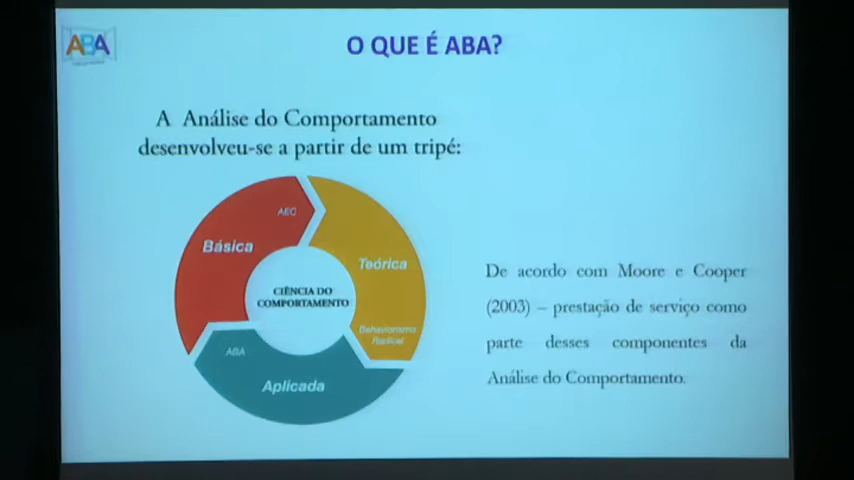 ABA
O QUE É ABA?
A Análise do Comportamento
desenvolveu-se a partir de um tripé:
AEC
Básica
Teórica
CIÊNCIA DO
COMPORTAMENTO
Behaviorismo
Radical
ABA
Aplicada
De acordo com Moore e Cooper
(2003) – prestação de serviço como
parte desses componentes da
Análise do Comportamento.